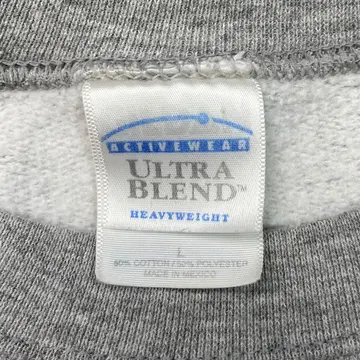 ACTIVEWEAR
ULTRA
BLEND™
HEAVYWEIGHT
L
50% COTTON / 50% POLYESTER
MADE IN MEXICO